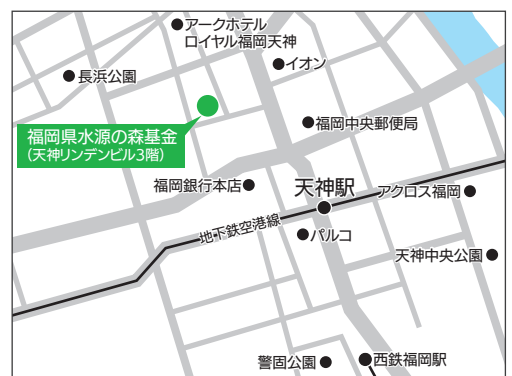 アークホテル
ロイヤル福岡天神
イオン
長浜公園
福岡中央郵便局
福岡県水源の森基金
(天神リンデンビル3階)
福岡銀行本店
天神駅
アクロス福岡
地下鉄空港線
パルコ
天神中央公園
警固公園
西鉄福岡駅